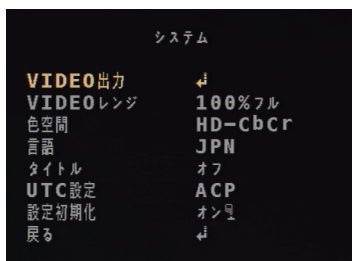 システム
VIDEO出力 ↲
VIDEOレンジ 100%フル
色空間 HD-CbCr
言語 JPN
タイトル オフ
UTC設定 ACP
設定初期化 オン
戻る ↲